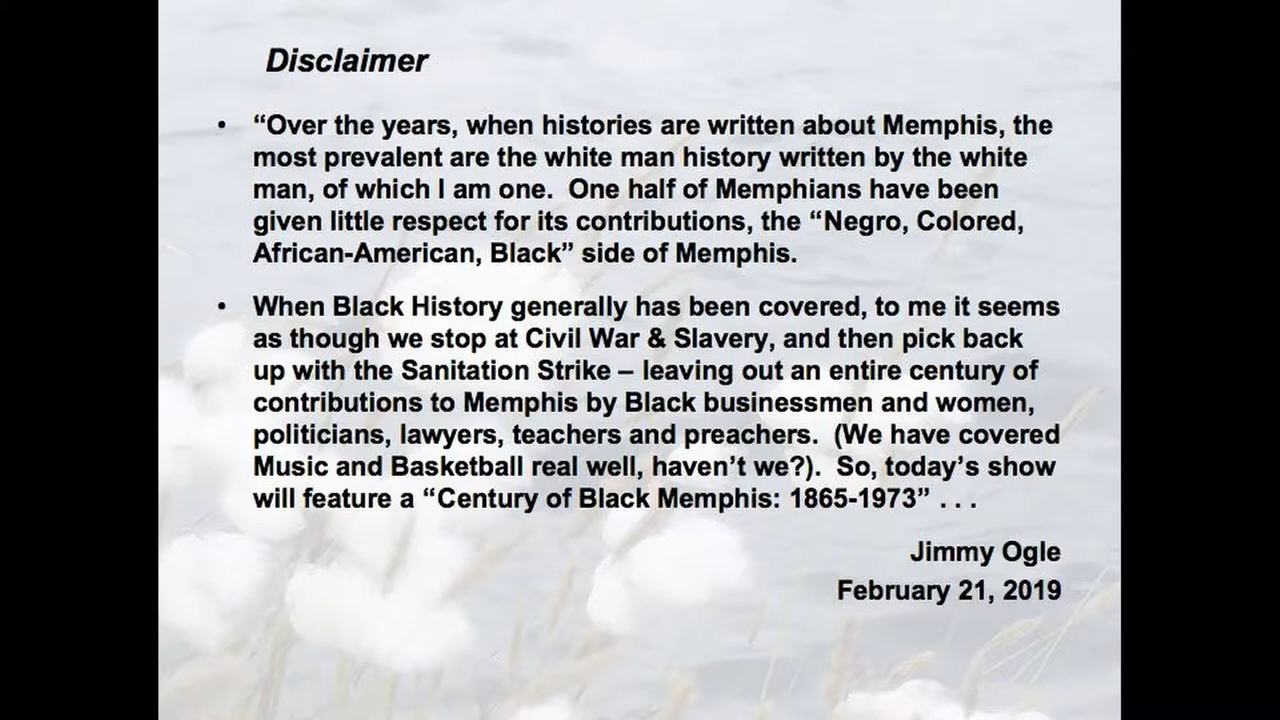 Disclaimer
• “Over the years, when histories are written about Memphis, the
most prevalent are the white man history written by the white
man, of which I am one.  One half of Memphians have been
given little respect for its contributions, the “Negro, Colored,
African-American, Black” side of Memphis.
• When Black History generally has been covered, to me it seems
as though we stop at Civil War & Slavery, and then pick back
up with the Sanitation Strike – leaving out an entire century of
contributions to Memphis by Black businessmen and women,
politicians, lawyers, teachers and preachers.  (We have covered
Music and Basketball real well, haven’t we?).  So, today’s show
will feature a “Century of Black Memphis: 1865-1973” . . .
Jimmy Ogle
February 21, 2019